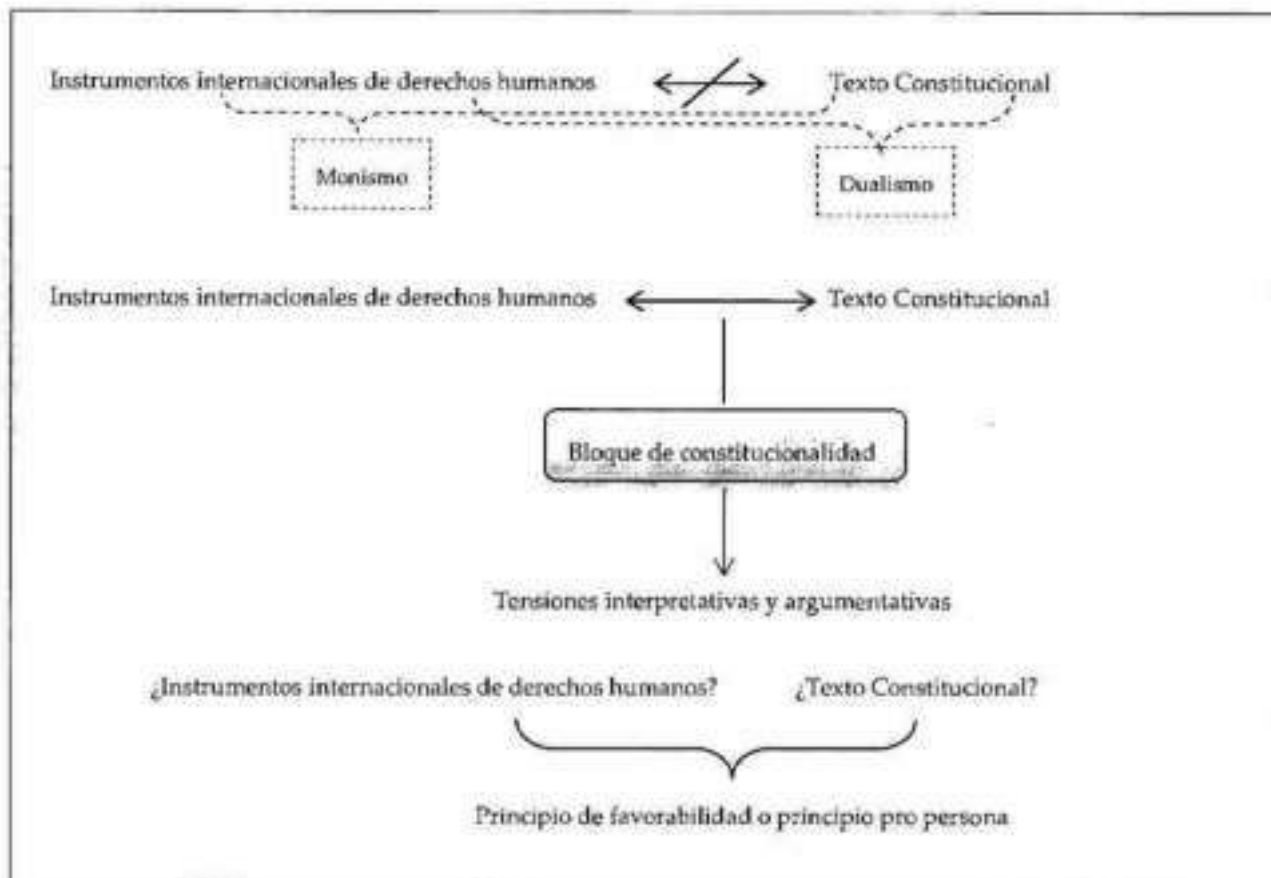 Instrumentos internacionales de derechos humanos Texto Constitucional
Monismo Dualismo
Instrumentos internacionales de derechos humanos Texto Constitucional
Bloque de constitucionalidad
Tensiones interpretativas y argumentativas
¿Instrumentos internacionales de derechos humanos? ¿Texto Constitucional?
Principio de favorabilidad o principio pro persona